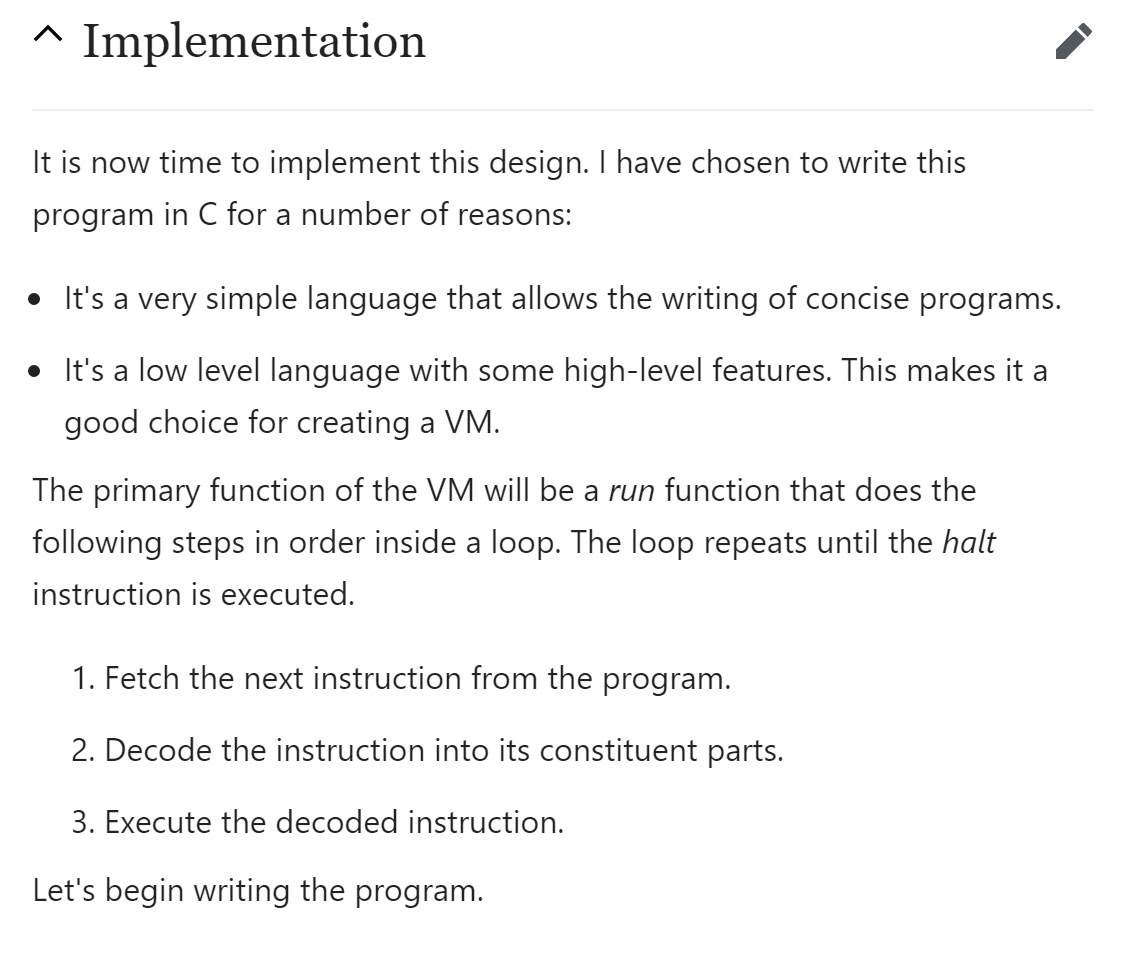 Implementation
It is now time to implement this design. I have chosen to write this
program in C for a number of reasons:
• It's a very simple language that allows the writing of concise programs.
• It's a low level language with some high-level features. This makes it a
good choice for creating a VM.
The primary function of the VM will be a run function that does the
following steps in order inside a loop. The loop repeats until the halt
instruction is executed.
1. Fetch the next instruction from the program.
2. Decode the instruction into its constituent parts.
3. Execute the decoded instruction.
Let's begin writing the program.